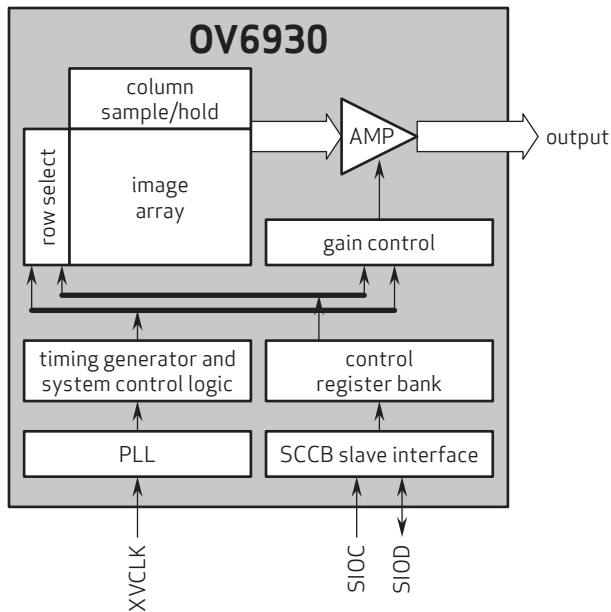 OV6930
column
sample/hold
AMP
output
row select
image
array
gain control
timing generator and
system control logic
control
register bank
PLL
SCCB slave interface
XVCLK
SIOC
SIOD